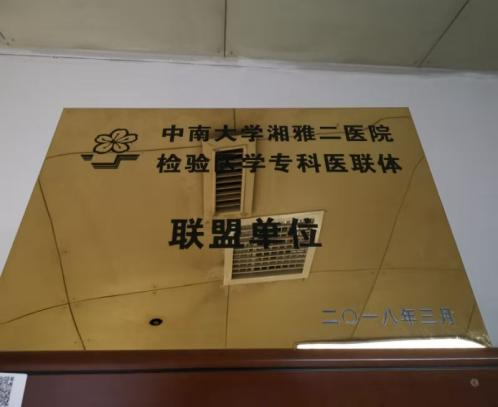 中南大学湘雅二医院
检验医学专科医联体
联盟单位
二〇一八年三月